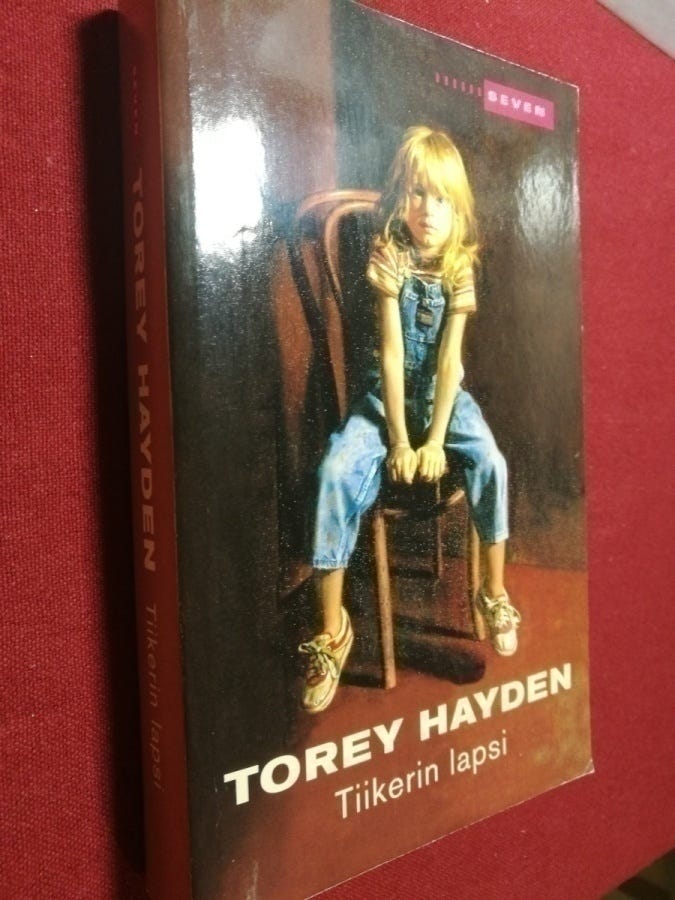 SEVEN
TOREY HAYDEN
Tiikerin lapsi
TOREY HAYDEN Tiikerin lapsi